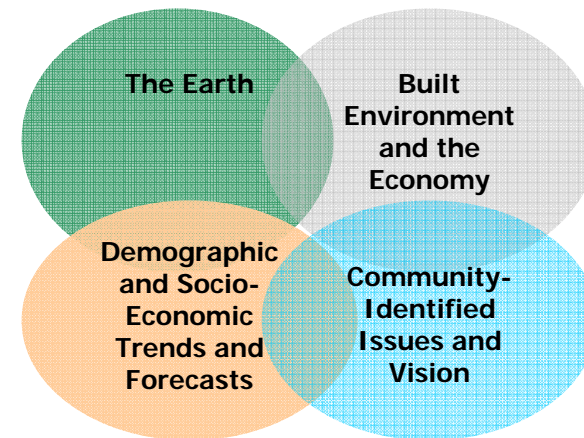 The Earth
Built
Environment
and the
Economy
Demographic
and Socio-
Economic
Trends and
Forecasts
Community-
Identified
Issues and
Vision